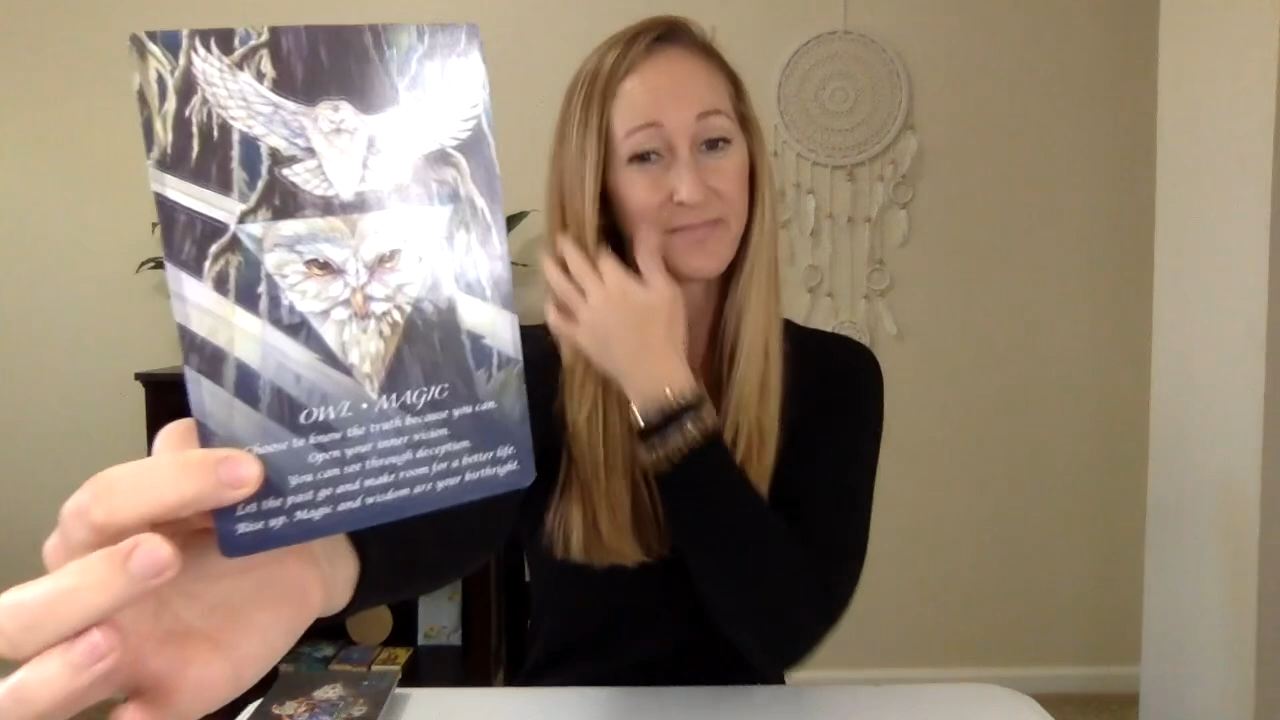 OWL • MAGIC
Choose to know the truth because you can.
Open your inner vision.
You can see through deception.
Let the past go and make room for a better life.
Rise up. Magic and wisdom are your birthright.